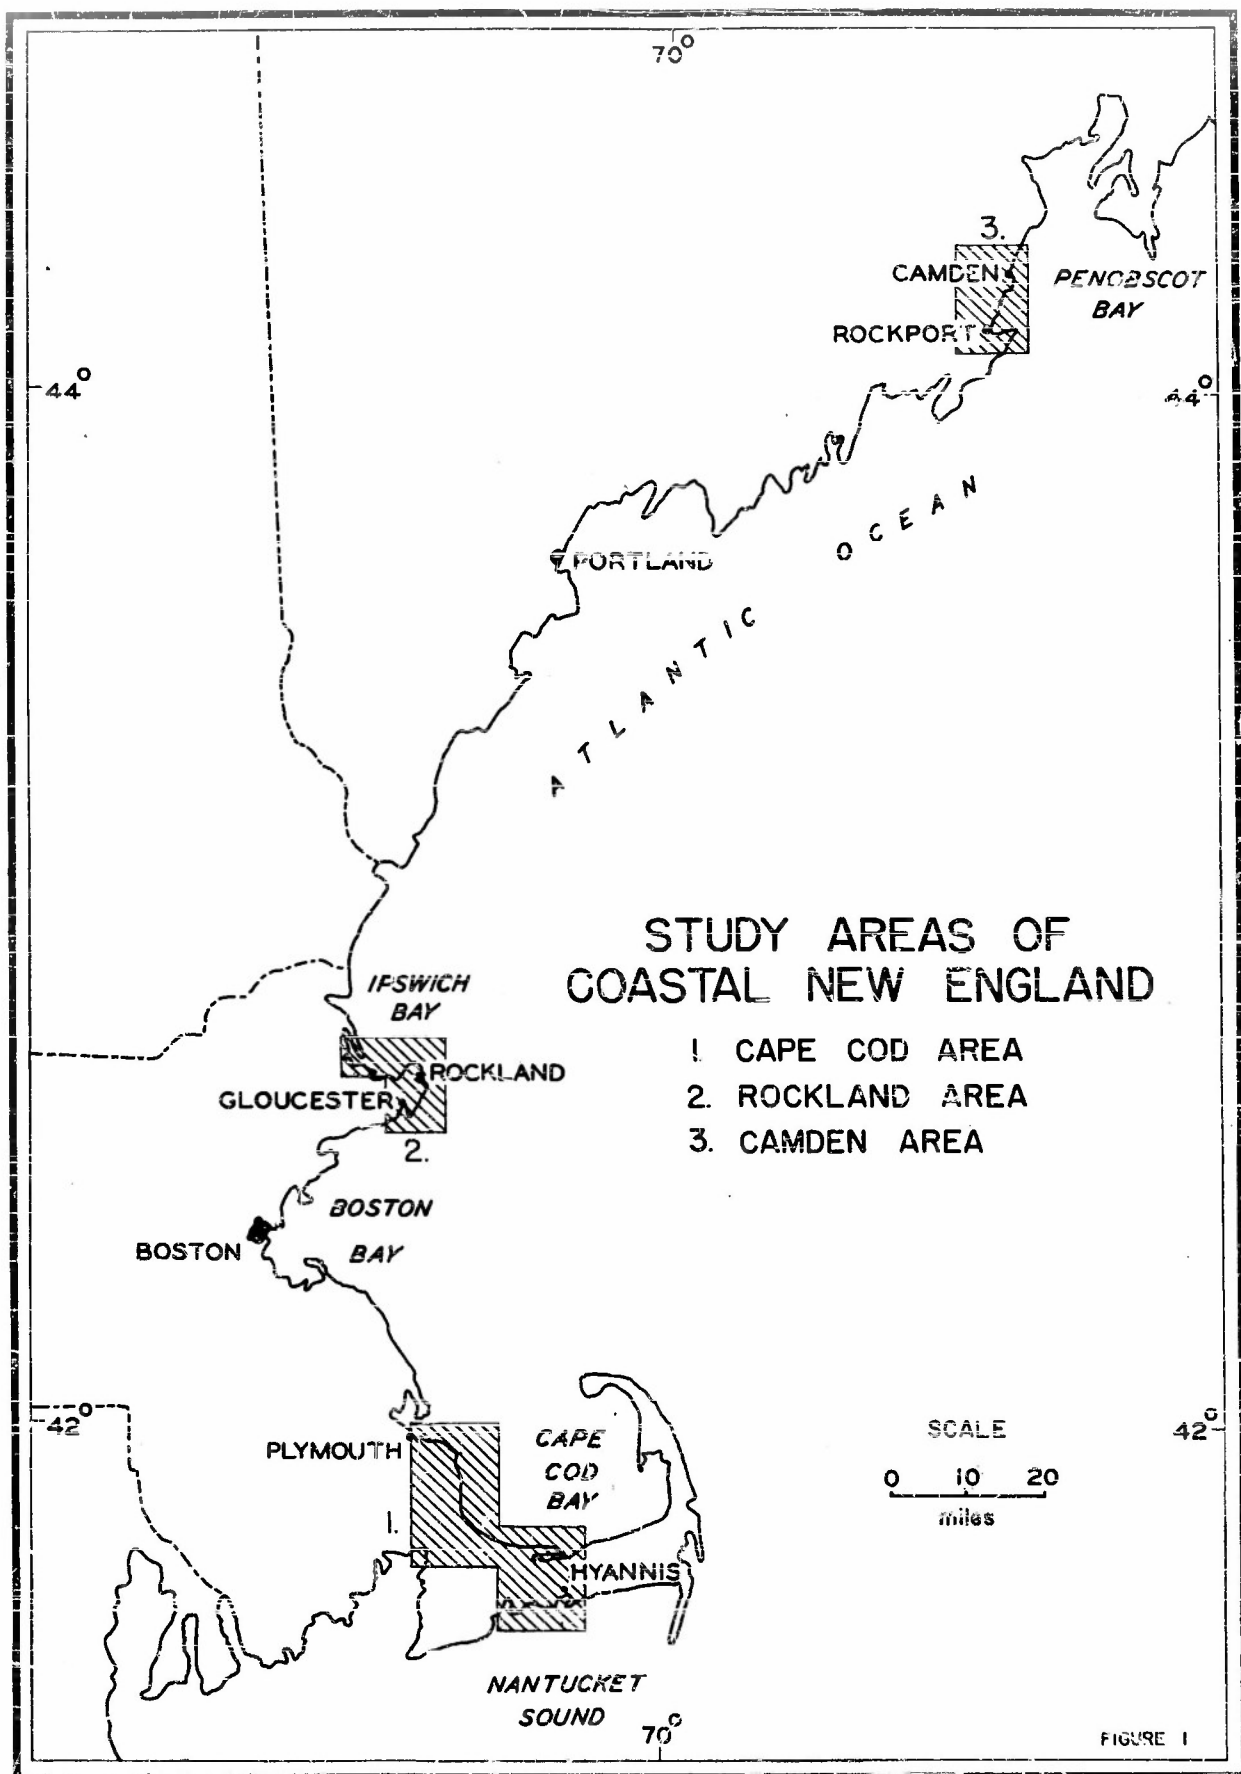 70°
3.
CAMDEN
PENOBSCOT
BAY
ROCKPORT
44°
44°
PORTLAND
ATLANTIC OCEAN
STUDY AREAS OF
COASTAL NEW ENGLAND
1. CAPE COD AREA
2. ROCKLAND AREA
3. CAMDEN AREA
IPSWICH
BAY
ROCKLAND
GLOUCESTER
2.
BOSTON
BAY
BOSTON
42°
42°
SCALE
0 10 20
miles
PLYMOUTH
CAPE
COD
BAY
1.
HYANNIS
NANTUCKET
SOUND
70°
FIGURE 1